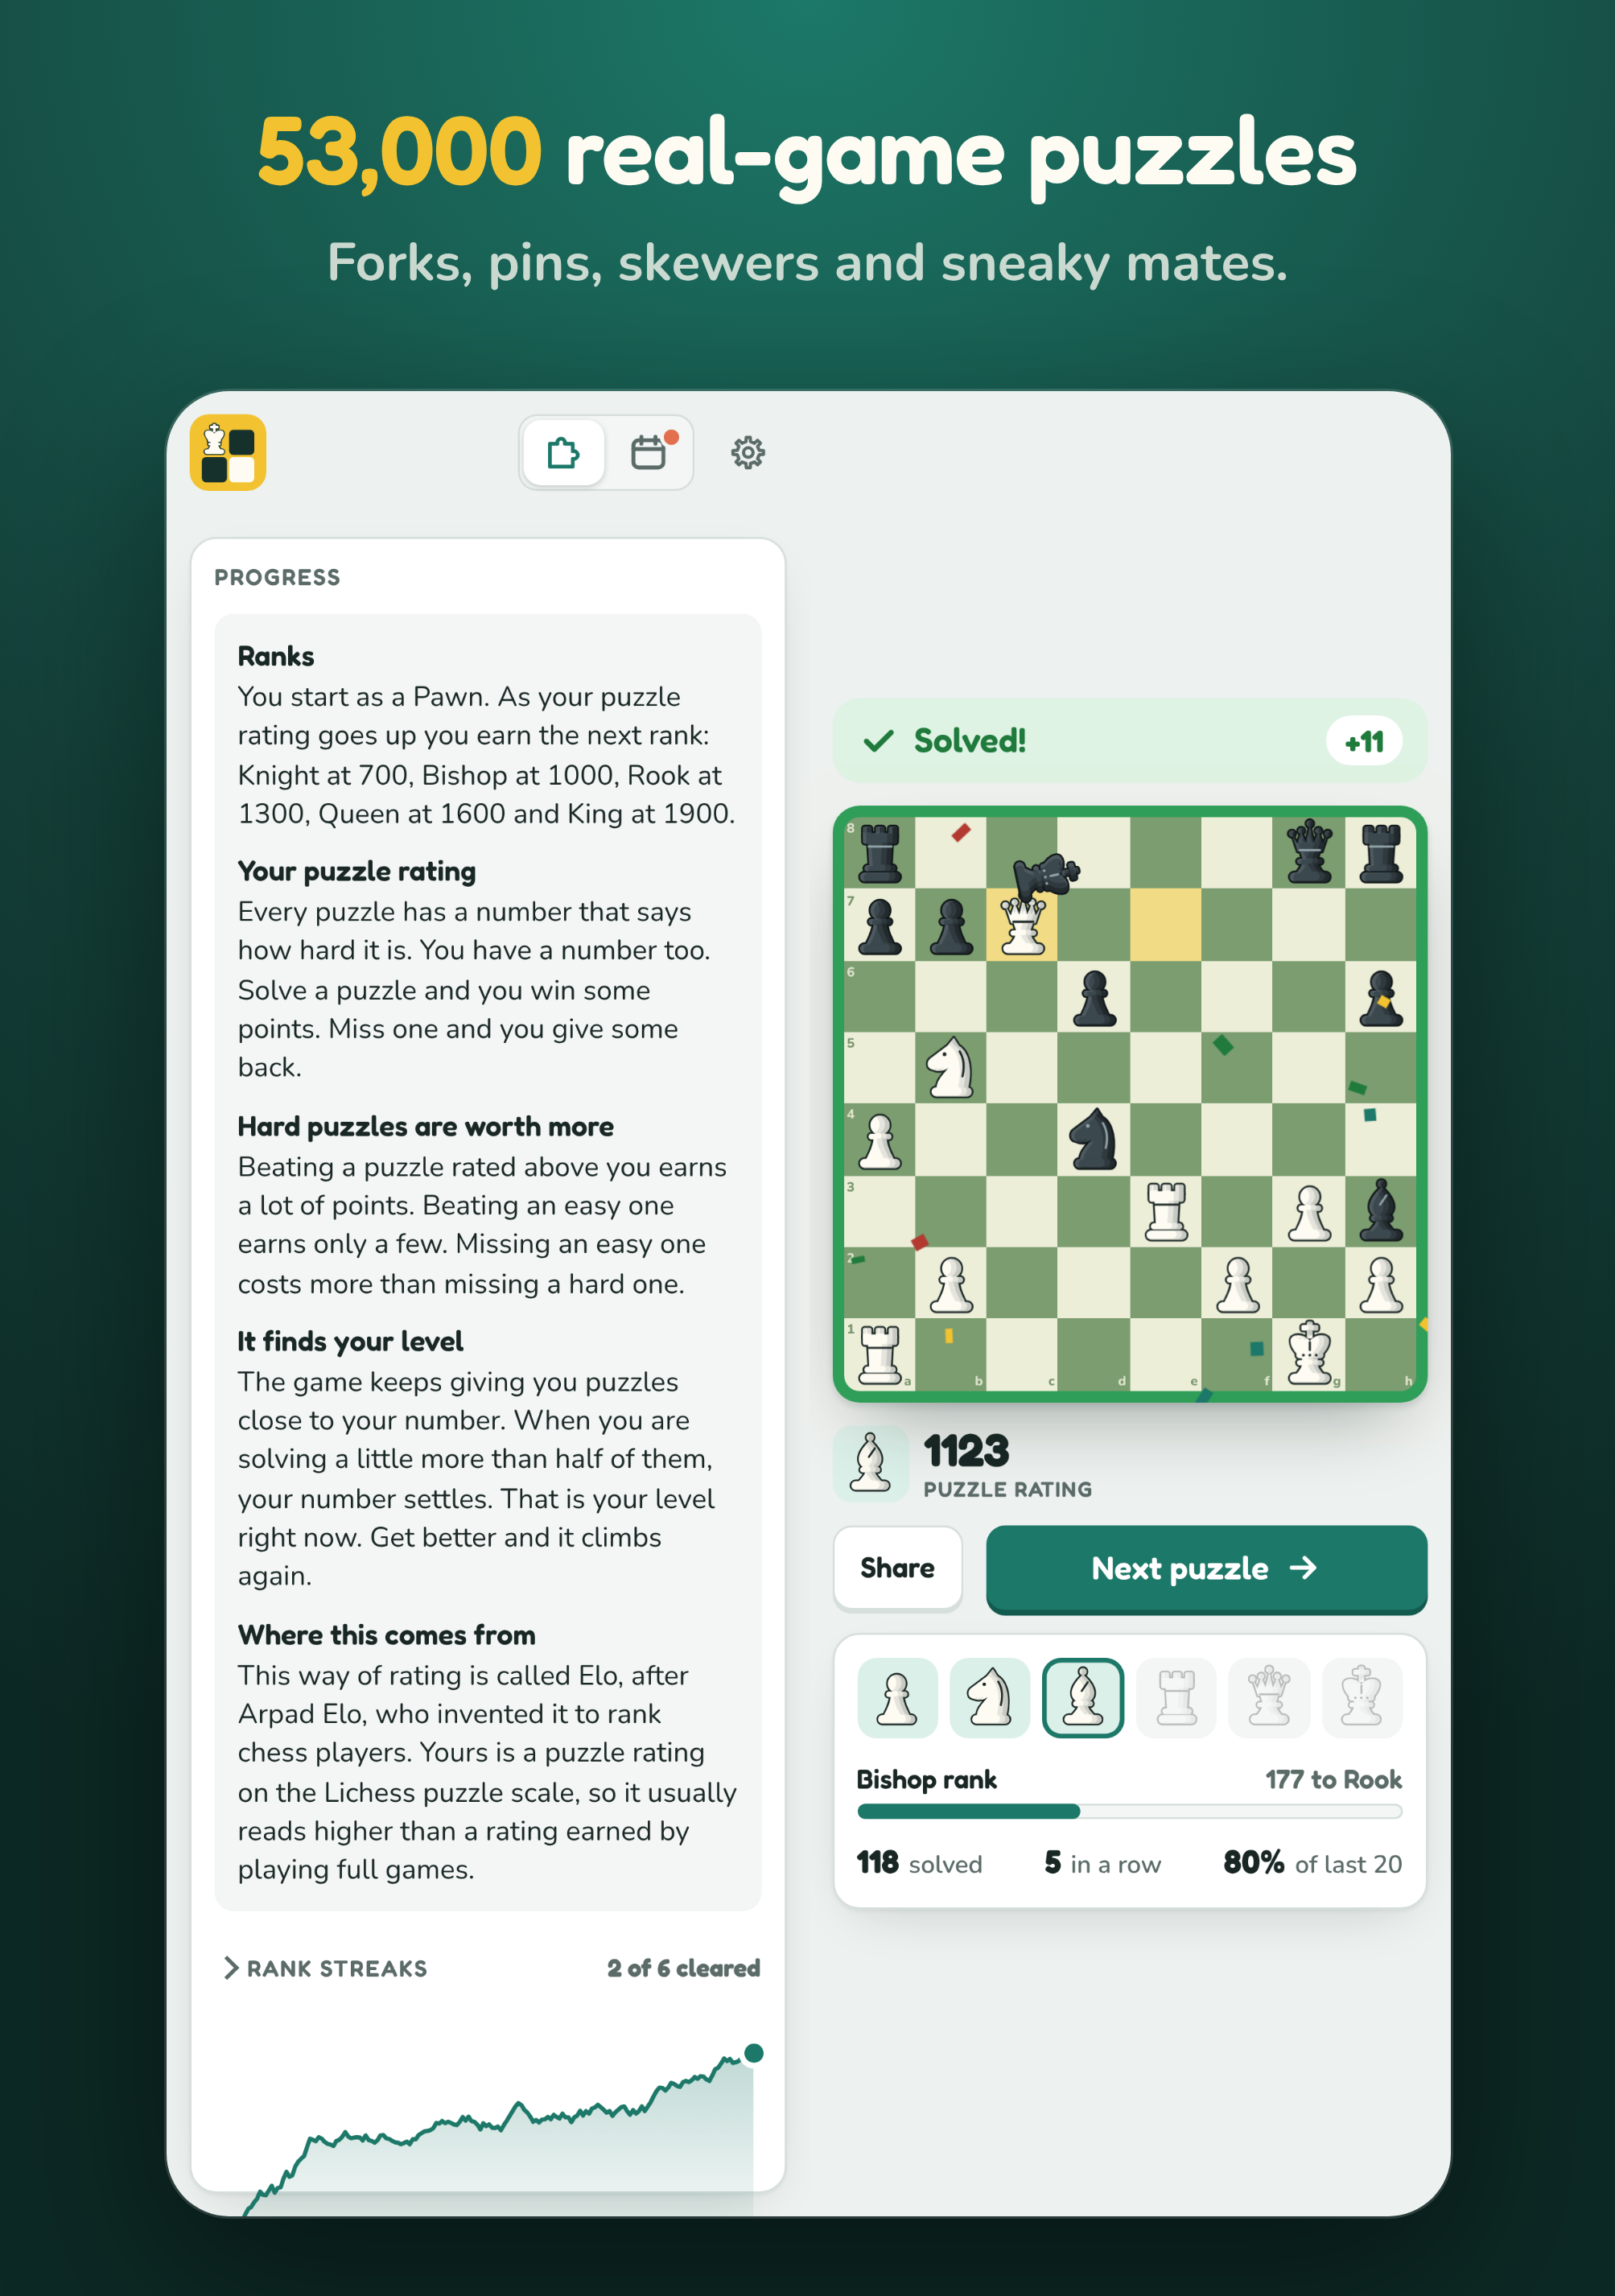 53,000 real-game puzzles
Forks, pins, skewers and sneaky mates.
PROGRESS
Ranks
You start as a Pawn. As your puzzle
rating goes up you earn the next rank:
Knight at 700, Bishop at 1000, Rook at
1300, Queen at 1600 and King at 1900.
Your puzzle rating
Every puzzle has a number that says
how hard it is. You have a number too.
Solve a puzzle and you win some
points. Miss one and you give some
back.
Hard puzzles are worth more
Beating a puzzle rated above you earns
a lot of points. Beating an easy one
earns only a few. Missing an easy one
costs more than missing a hard one.
It finds your level
The game keeps giving you puzzles
close to your number. When you are
solving a little more than half of them,
your number settles. That is your level
right now. Get better and it climbs
again.
Where this comes from
This way of rating is called Elo, after
Arpad Elo, who invented it to rank
chess players. Yours is a puzzle rating
on the Lichess puzzle scale, so it usually
reads higher than a rating earned by
playing full games.
RANK STREAKS 2 of 6 cleared
Solved! +11
8
7
6
5
4
3
2
1
a b c d e f g h
1123
PUZZLE RATING
Share
Next puzzle →
Bishop rank 177 to Rook
118 solved 5 in a row 80% of last 20